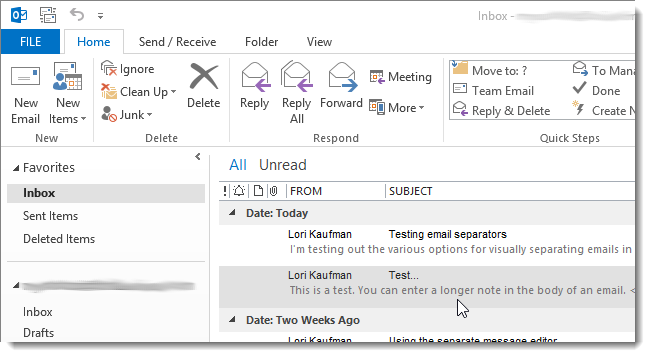 Inbox -
FILE Home Send / Receive Folder View
New Email
New Items
Ignore
Clean Up
Junk
Delete
Reply
Reply All
Forward
Meeting
More
Move to: ?
Team Email
Reply & Delete
To Mana
Done
Create N
New Delete Respond Quick Steps
Favorites
Inbox
Sent Items
Deleted Items
Inbox
Drafts
All Unread
! FROM SUBJECT
Date: Today
Lori Kaufman Testing email separators
I'm testing out the various options for visually separating emails in
Lori Kaufman Test...
This is a test. You can enter a longer note in the body of an email. <
Date: Two Weeks Ago
Lori Kaufman Using the separate message editor